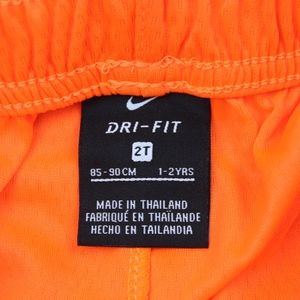 DRI-FIT
2T
85-90CM 1-2YRS
MADE IN THAILAND
FABRIQUÉ EN THAÏLANDE
HECHO EN TAILANDIA